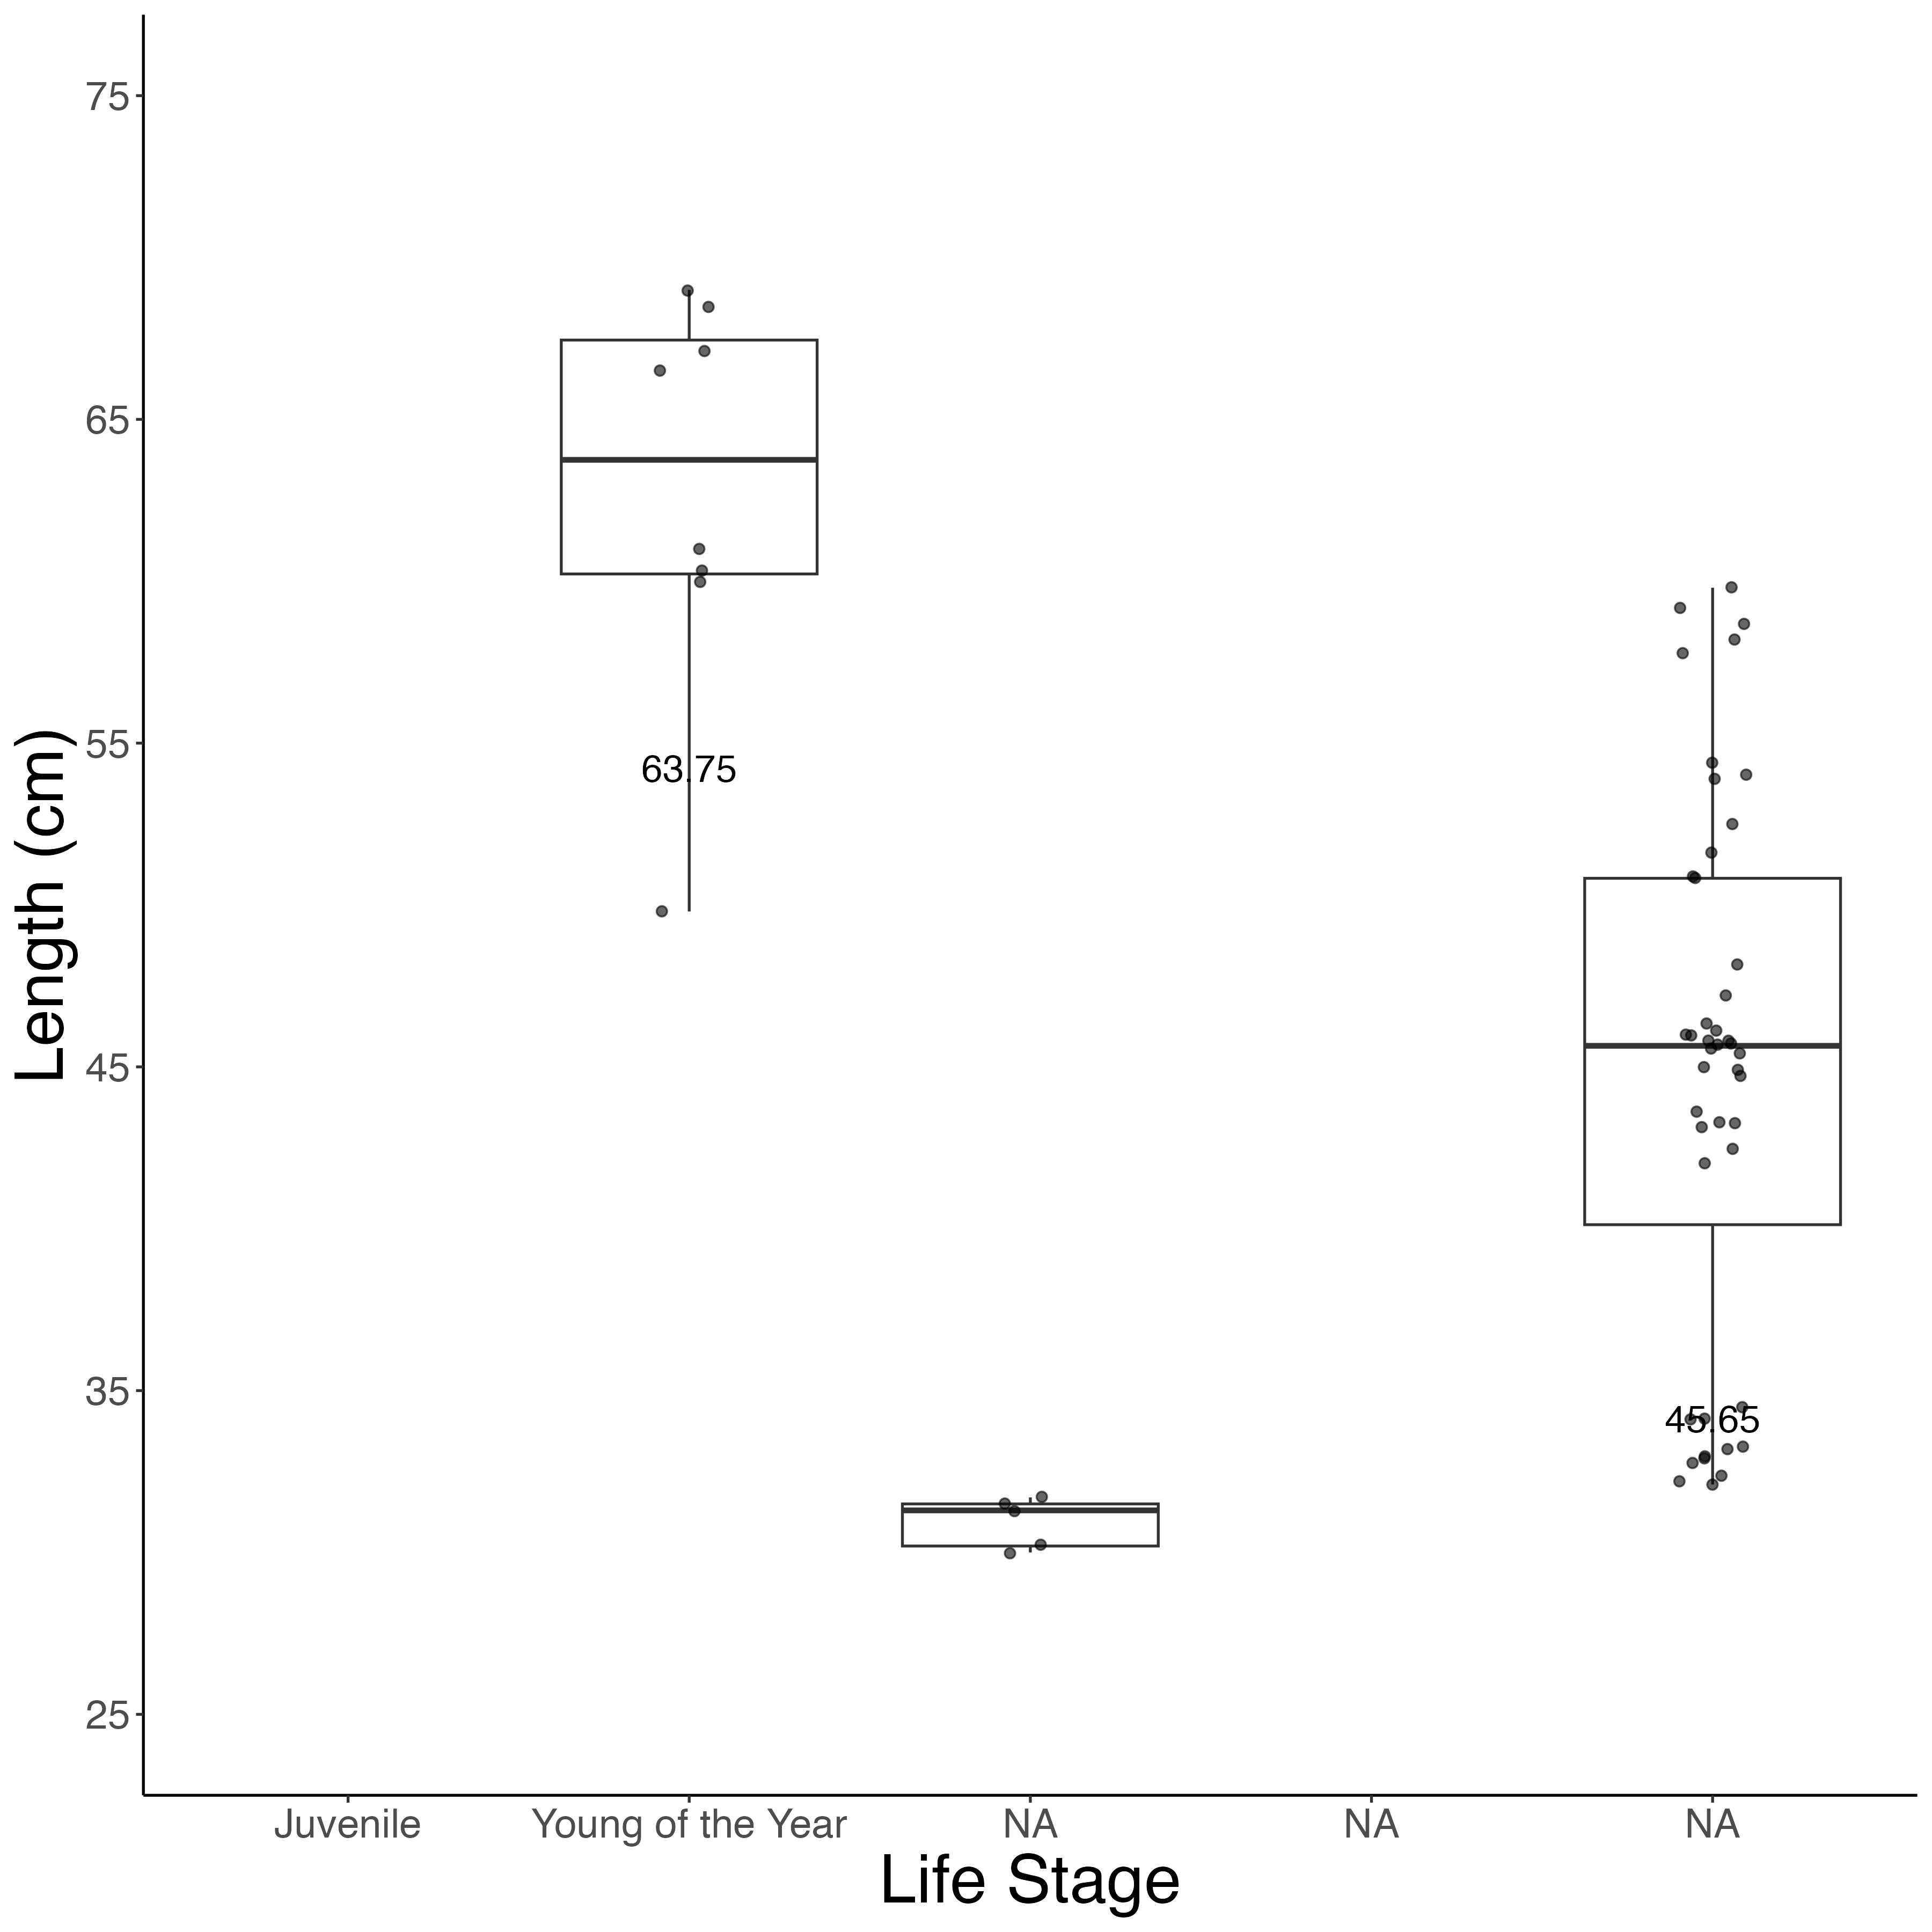 Length (cm)
75
65
55
45
35
25
63.75
45.65
Juvenile
Young of the Year
NA
NA
NA
Life Stage